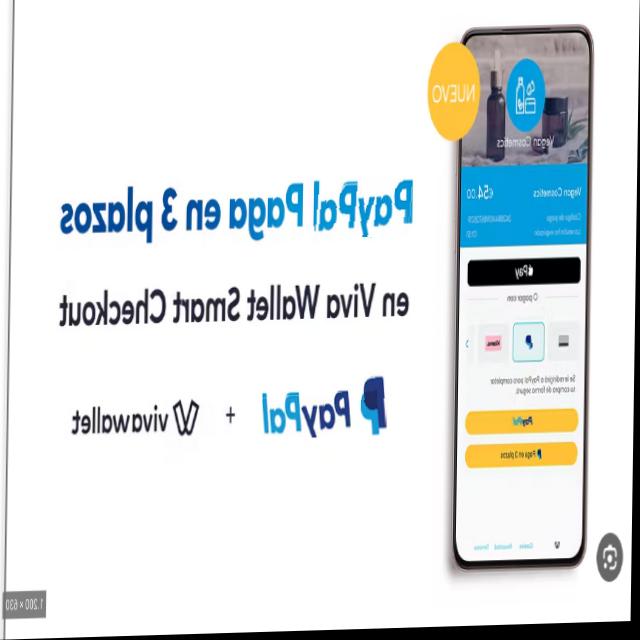 PayPal Paga en 3 plazos
en Viva Wallet Smart Checkout
PayPal + vivawallet
NUEVO
Vegan Cosmetics
Vegan Cosmetics
€54.00
Código de pago
Pay
O pagar con
Klarna.
Se le redirigirá a PayPal para completar
tu compra de forma segura.
PayPal
Paga en 3 plazos
1.200 × 630